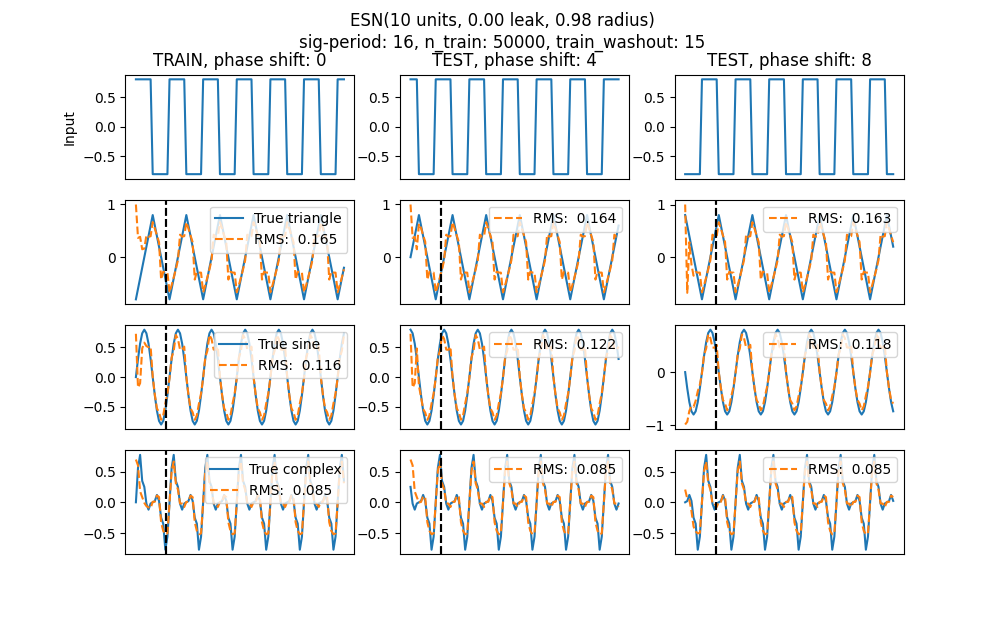 ESN(10 units, 0.00 leak, 0.98 radius)
sig-period: 16, n_train: 50000, train_washout: 15
TRAIN, phase shift: 0
TEST, phase shift: 4
TEST, phase shift: 8
Input
0.5
0.0
−0.5
0.5
0.0
−0.5
0.5
0.0
−0.5
1
0
True triangle
RMS: 0.165
1
0
RMS: 0.164
1
0
RMS: 0.163
0.5
0.0
−0.5
True sine
RMS: 0.116
0.5
0.0
−0.5
RMS: 0.122
0
−1
RMS: 0.118
0.5
0.0
−0.5
True complex
RMS: 0.085
0.5
0.0
−0.5
RMS: 0.085
0.5
0.0
−0.5
RMS: 0.085